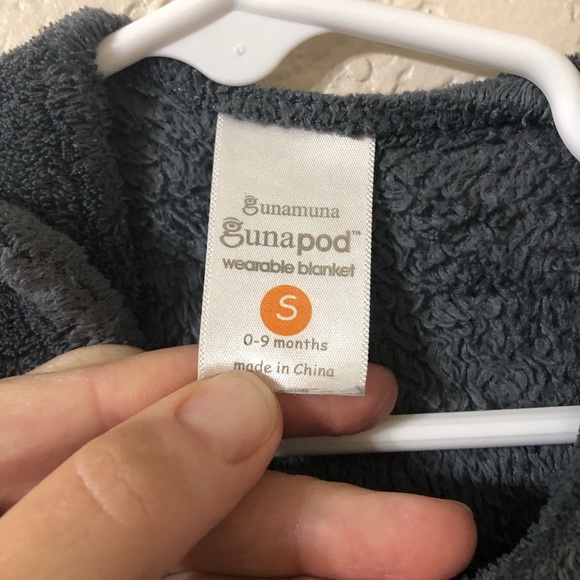 gunamuna
gunapod™
wearable blanket
S
0-9 months
made in China